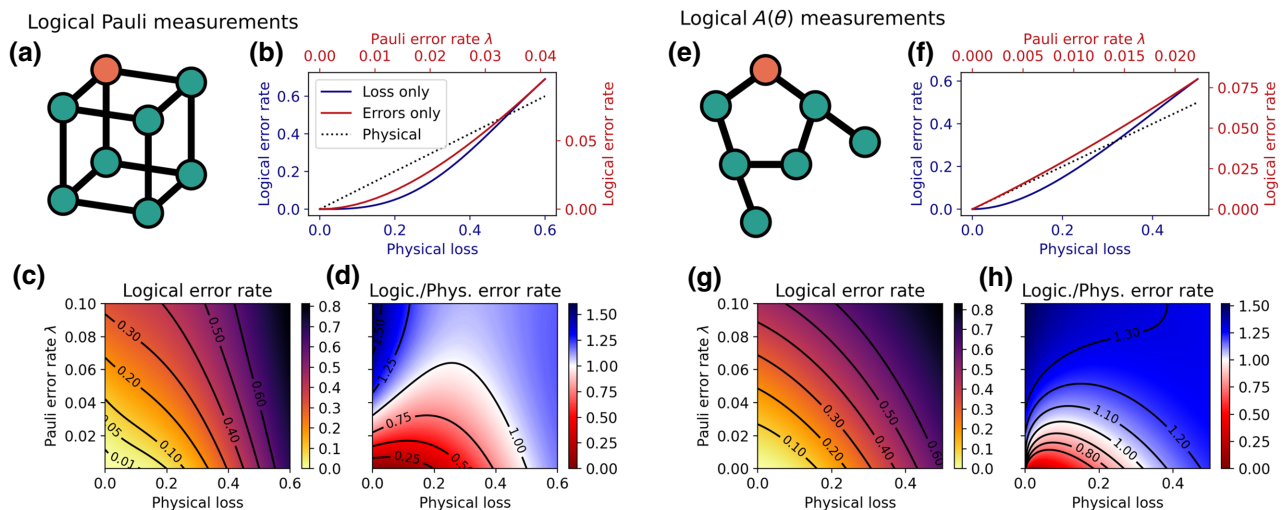 Logical Pauli measurements
(a)
(b)
Pauli error rate λ
0.00 0.01 0.02 0.03 0.04
Logical error rate
0.6
0.4
0.2
0.0
Loss only
Errors only
Physical
0.05
0.00
Logical error rate
0.0 0.2 0.4 0.6
Physical loss
(c)
Logical error rate
Pauli error rate λ
0.10
0.08
0.06
0.04
0.02
0.30
0.50
0.20
0.60
0.05
0.10
0.40
0.01
0.0 0.2 0.4 0.6
Physical loss
0.8
0.7
0.6
0.5
0.4
0.3
0.2
0.1
0.0
(d)
Logic./Phys. error rate
1.50
1.25
0.75
1.00
0.25
0.0 0.2 0.4 0.6
Physical loss
1.50
1.25
1.00
0.75
0.50
0.25
0.00
Logical A(θ) measurements
(e)
(f)
Pauli error rate λ
0.000 0.005 0.010 0.015 0.020
Logical error rate
0.6
0.4
0.2
0.0
0.075
0.050
0.025
0.000
Logical error rate
0.0 0.2 0.4
Physical loss
(g)
Logical error rate
Pauli error rate λ
0.10
0.08
0.06
0.04
0.02
0.00
0.50
0.30
0.40
0.20
0.10
0.60
0.0 0.2 0.4
Physical loss
0.8
0.7
0.6
0.5
0.4
0.3
0.2
0.1
0.0
(h)
Logic./Phys. error rate
1.30
1.10
1.20
1.00
0.80
0.0 0.2 0.4
Physical loss
1.50
1.25
1.00
0.75
0.50
0.25
0.00